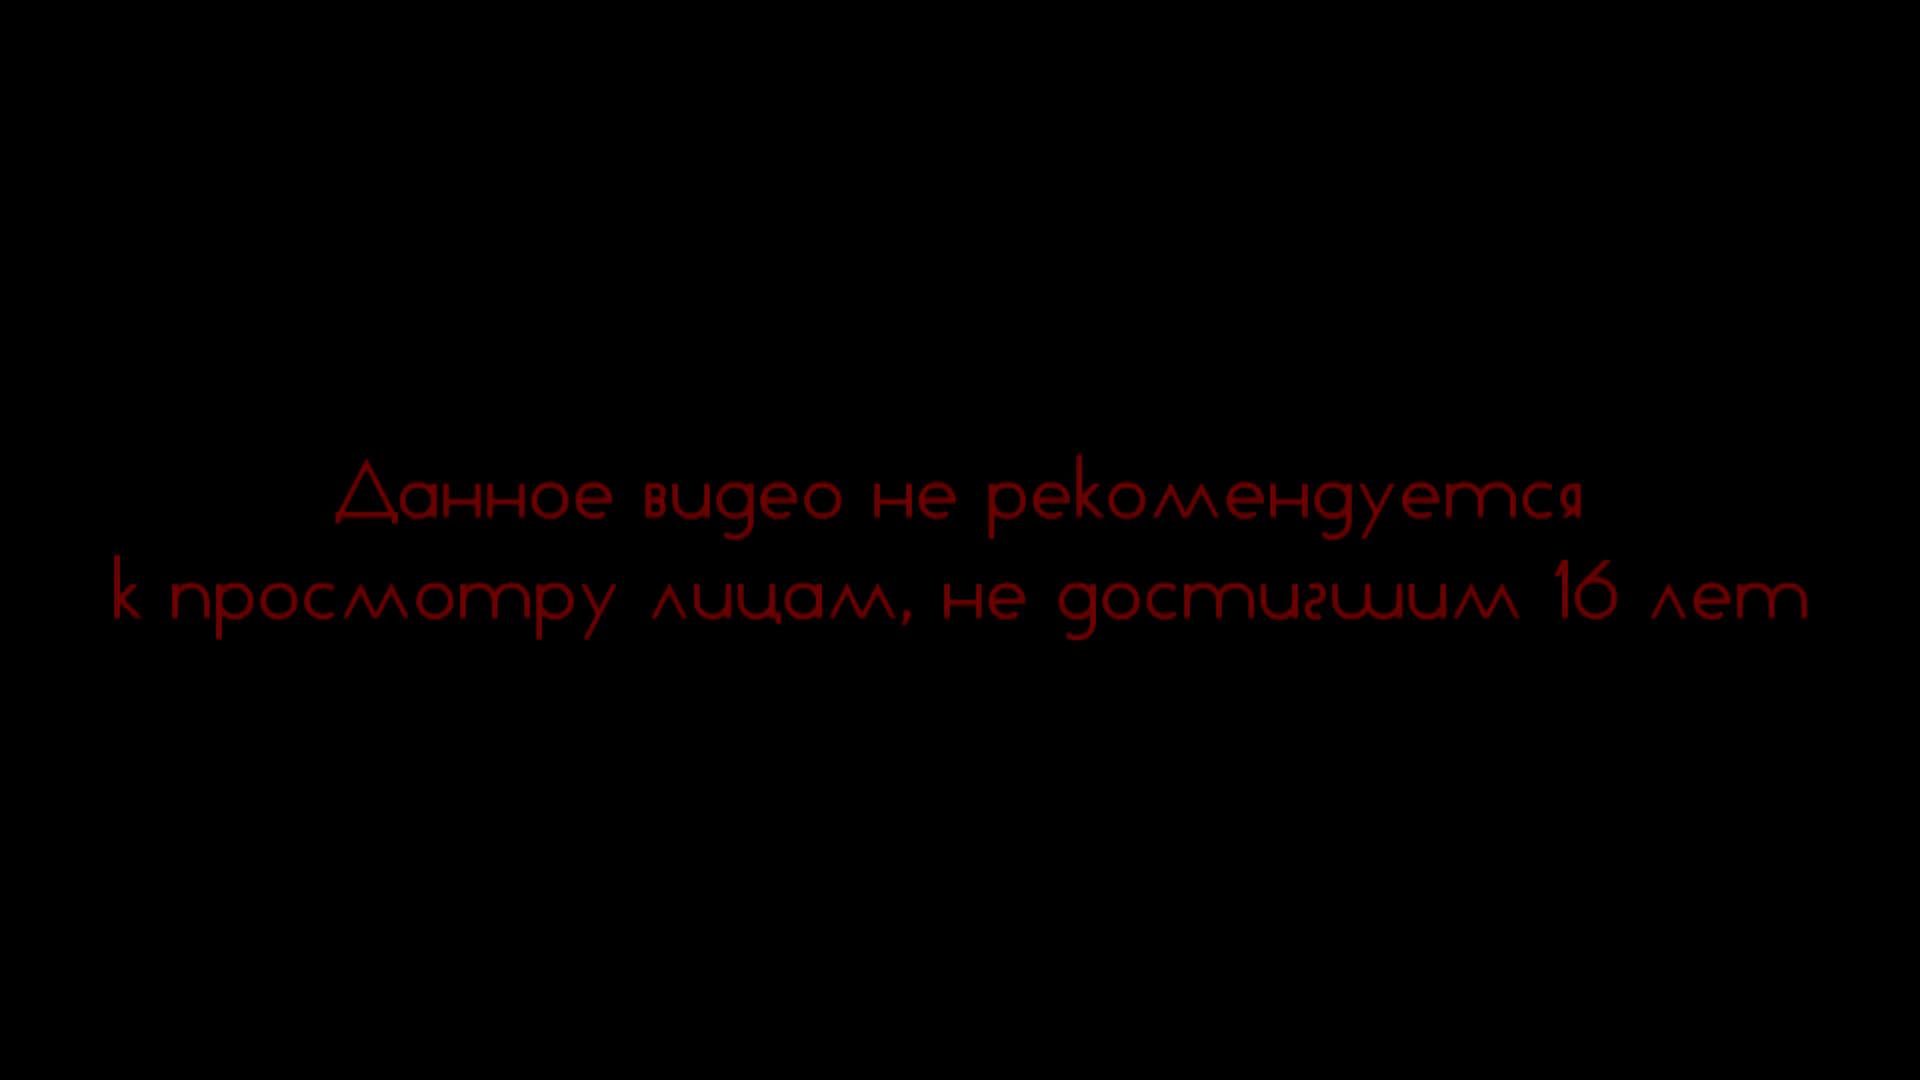 Данное видео не рекомендуется
к просмотру лицам, не достигшим 16 лет